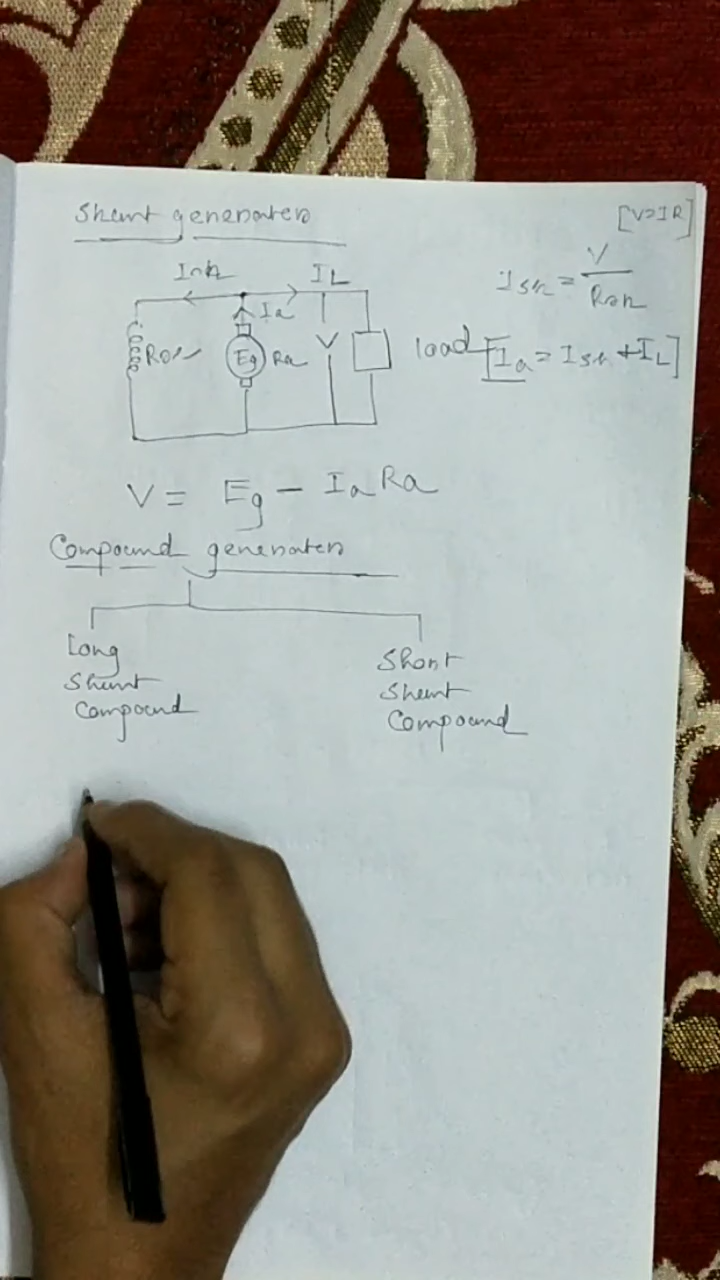 Shunt generator
[V=IR]
Ish
IL
Ish = V / Rsh
Ia
Rsh
Eg
Ra
V
load
[Ia = Ish + IL]
V = Eg - IaRa
Compound generator
Long
Shunt
Compound
Short
Shunt
Compound